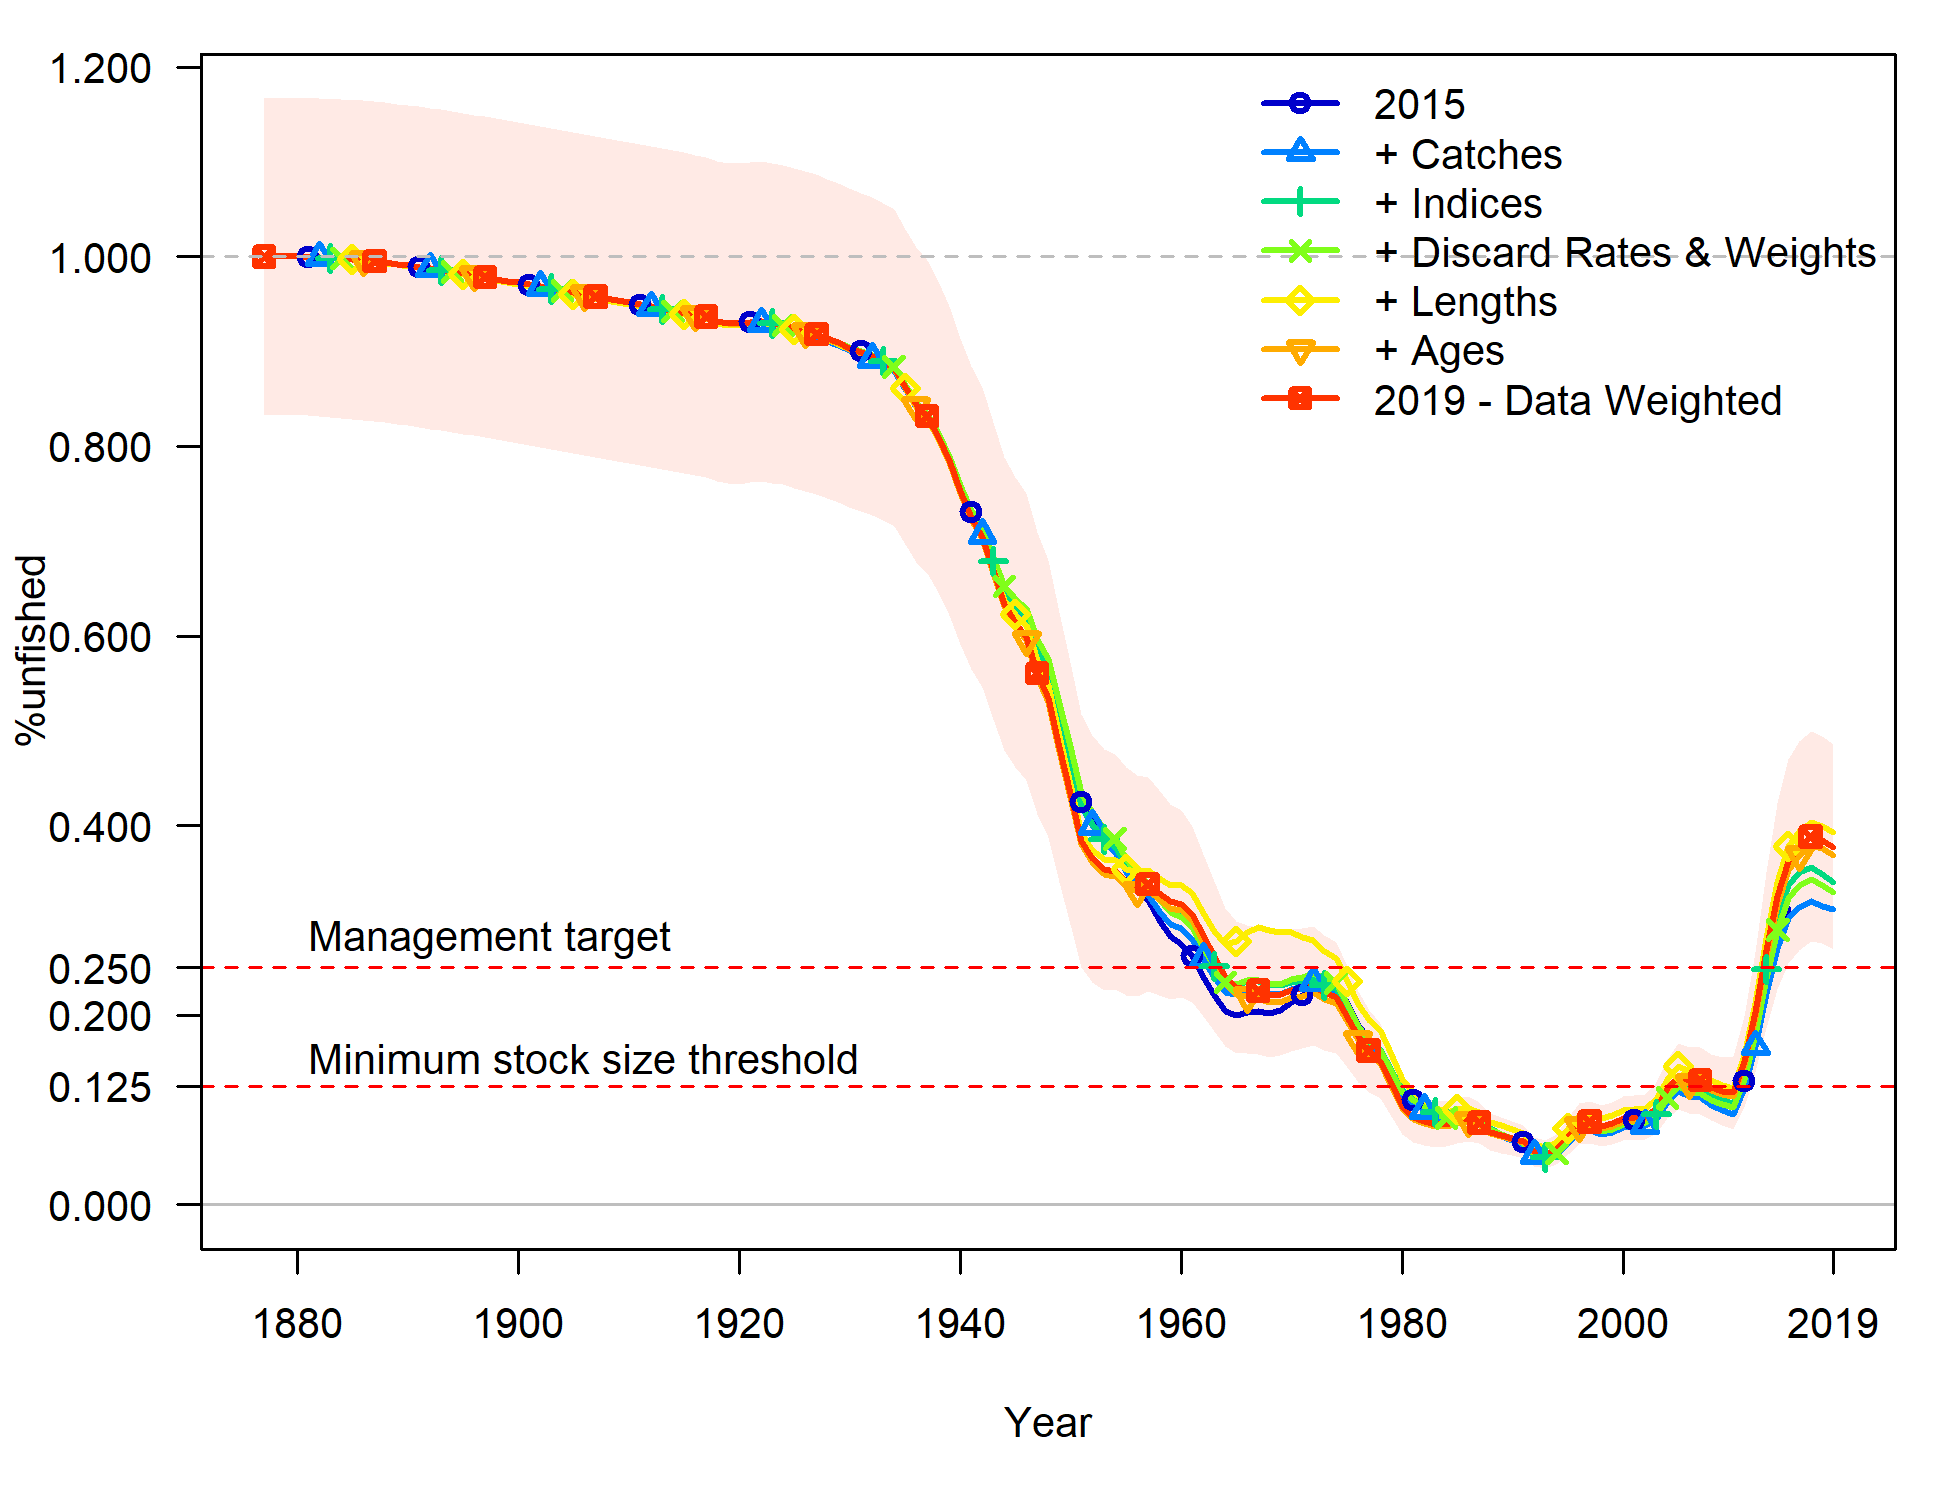 1.200
1.000
0.800
0.600
0.400
0.250
0.200
0.125
0.000
%unfished
2015
+ Catches
+ Indices
+ Discard Rates & Weights
+ Lengths
+ Ages
2019 - Data Weighted
Management target
Minimum stock size threshold
1880 1900 1920 1940 1960 1980 2000 2019
Year